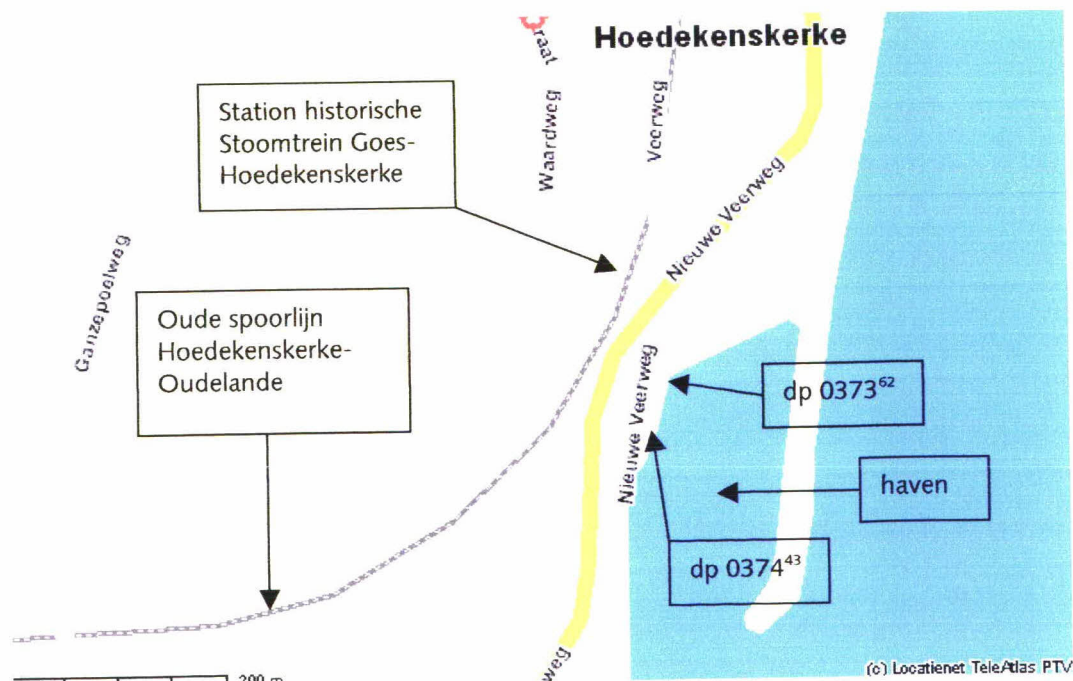 raat
Hoedekenskerke
Station historische
Stoomtrein Goes-
Hoedekenskerke
Waardweg
Veerweg
Nieuwe Veerweg
Ganzepoelweg
Oude spoorlijn
Hoedekenskerke-
Oudelande
Nieuwe Veerweg
dp 0373⁶²
haven
dp 0374⁴³
weg
200 m
(c) Locatienet TeleAtlas PTV